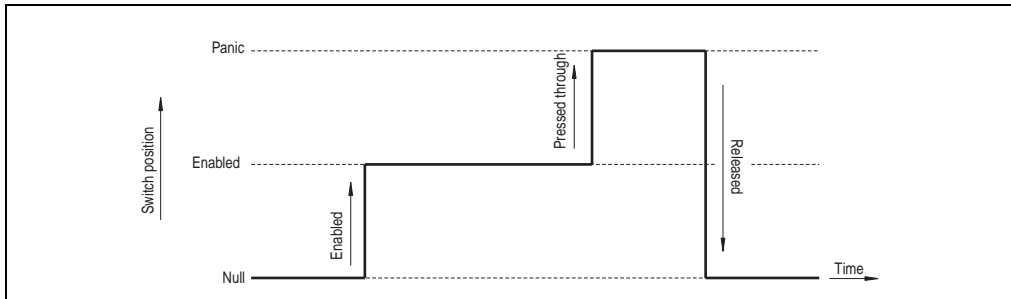 Panic
Pressed through
Switch position
Released
Enabled
Enabled
Null
Time